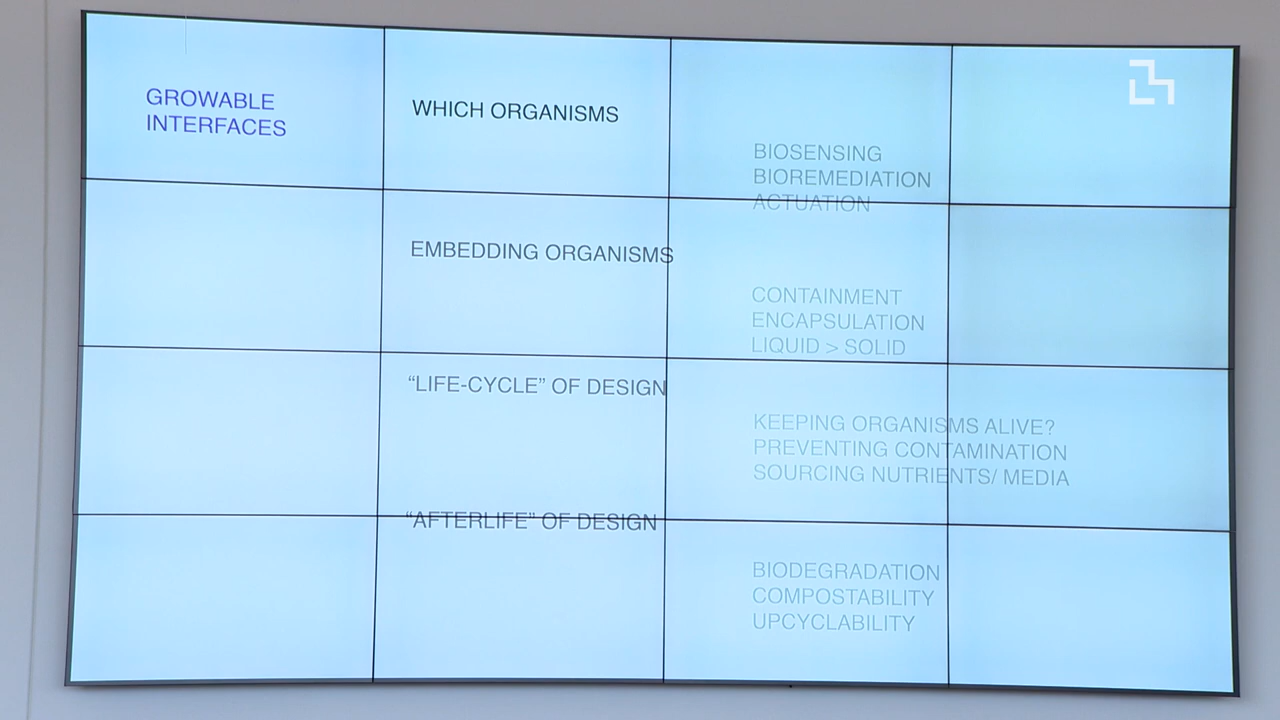 GROWABLE
INTERFACES
WHICH ORGANISMS
BIOSENSING
BIOREMEDIATION
ACTUATION
EMBEDDING ORGANISMS
CONTAINMENT
ENCAPSULATION
LIQUID > SOLID
“LIFE-CYCLE” OF DESIGN
KEEPING ORGANISMS ALIVE?
PREVENTING CONTAMINATION
SOURCING NUTRIENTS/ MEDIA
“AFTERLIFE” OF DESIGN
BIODEGRADATION
COMPOSTABILITY
UPCYCLABILITY